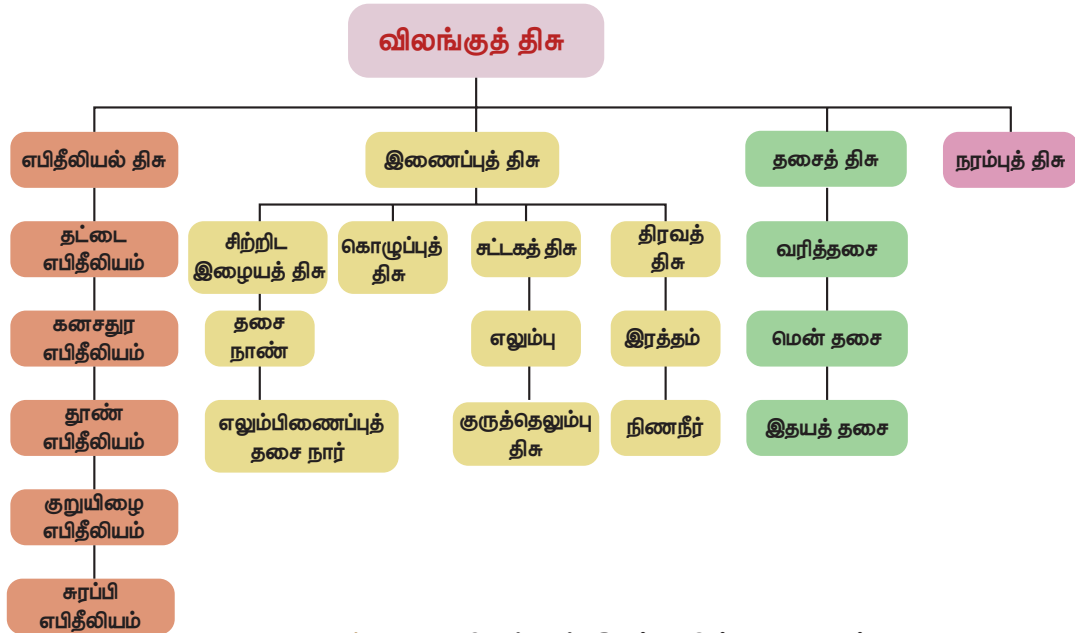 விலங்குத் திசு
எபிதீலியல் திசு
இணைப்புத் திசு
தசைத் திசு
நரம்புத் திசு
தட்டை
எபிதீலியம்
சிற்றிட
இழையத் திசு
கொழுப்புத்
திசு
சட்டகத் திசு
திரவத்
திசு
வரித்தசை
கனசதுர
எபிதீலியம்
தசை
நாண்
எலும்பு
இரத்தம்
மென் தசை
தூண்
எபிதீலியம்
எலும்பிணைப்புத்
தசை நார்
குருத்தெலும்பு
திசு
நிணநீர்
இதயத் தசை
குறுயிழை
எபிதீலியம்
சுரப்பி
எபிதீலியம்